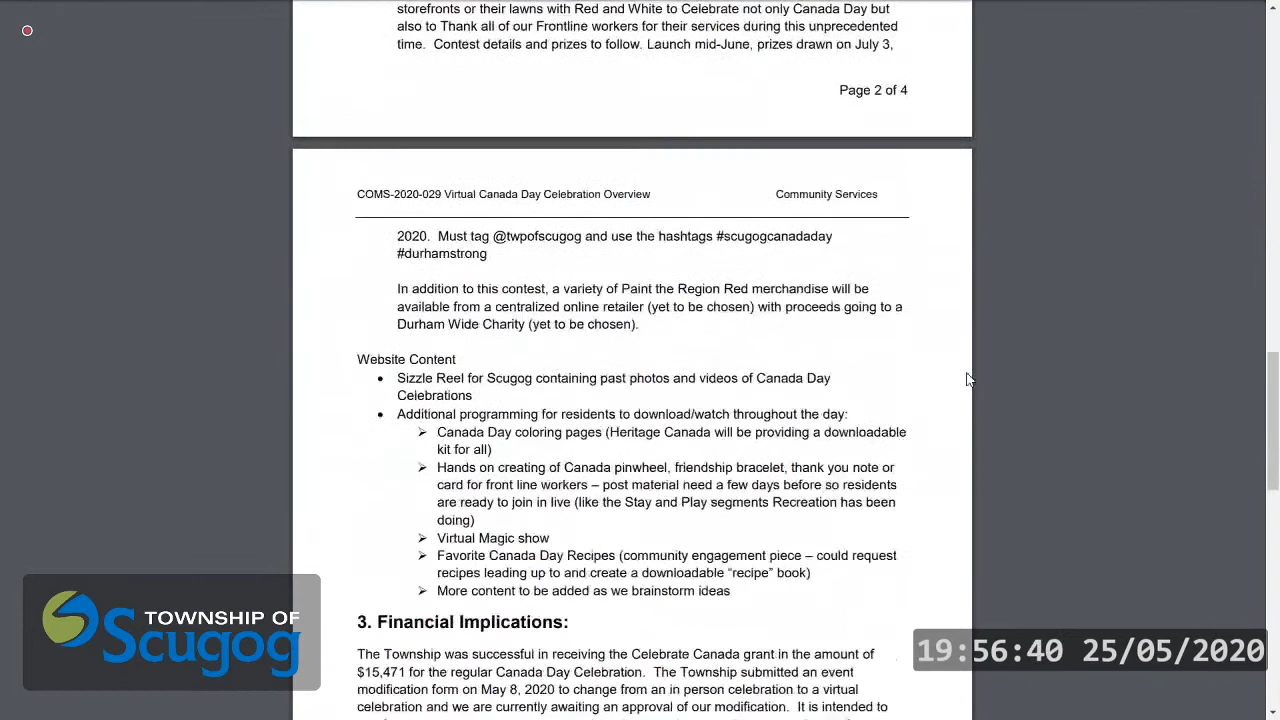 storefronts or their lawns with Red and White to Celebrate not only Canada Day but
also to Thank all of our Frontline workers for their services during this unprecedented
time.  Contest details and prizes to follow. Launch mid-June, prizes drawn on July 3,
Page 2 of 4
COMS-2020-029 Virtual Canada Day Celebration Overview Community Services
2020.  Must tag @twpofscugog and use the hashtags #scugogcanadaday
#durhamstrong
In addition to this contest, a variety of Paint the Region Red merchandise will be
available from a centralized online retailer (yet to be chosen) with proceeds going to a
Durham Wide Charity (yet to be chosen).
Website Content
• Sizzle Reel for Scugog containing past photos and videos of Canada Day
Celebrations
• Additional programming for residents to download/watch throughout the day:
➢ Canada Day coloring pages (Heritage Canada will be providing a downloadable
kit for all)
➢ Hands on creating of Canada pinwheel, friendship bracelet, thank you note or
card for front line workers – post material need a few days before so residents
are ready to join in live (like the Stay and Play segments Recreation has been
doing)
➢ Virtual Magic show
➢ Favorite Canada Day Recipes (community engagement piece – could request
recipes leading up to and create a downloadable “recipe” book)
➢ More content to be added as we brainstorm ideas
3. Financial Implications:
The Township was successful in receiving the Celebrate Canada grant in the amount of
$15,471 for the regular Canada Day Celebration.  The Township submitted an event
modification form on May 8, 2020 to change from an in person celebration to a virtual
celebration and we are currently awaiting an approval of our modification.  It is intended to
TOWNSHIP OF
Scugog
19:56:40 25/05/2020